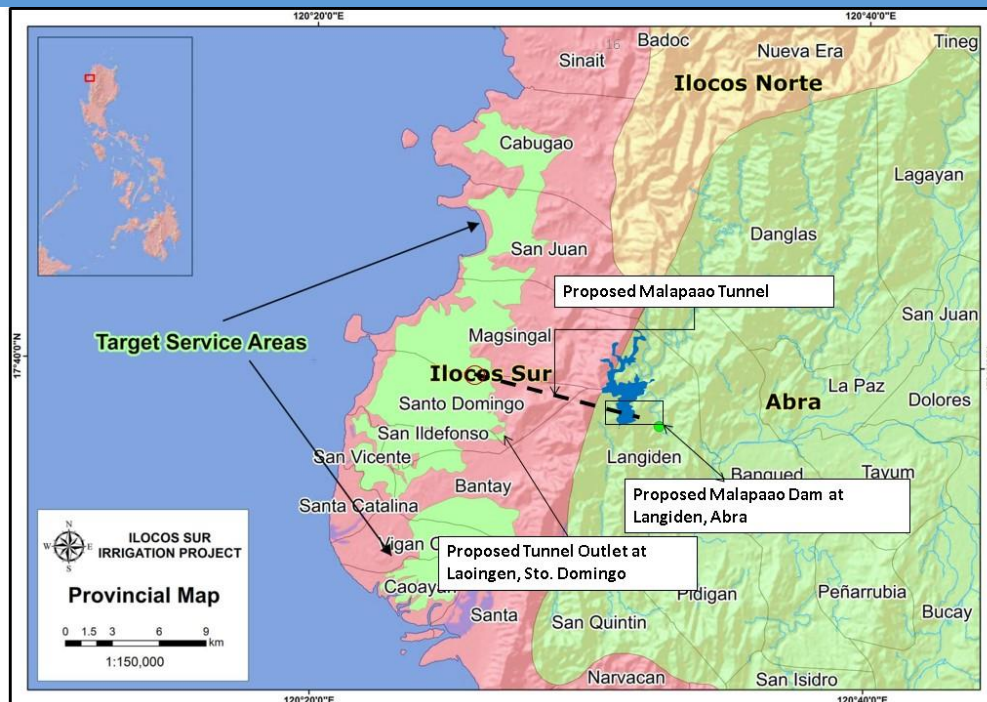 120°20'0"E
120°40'0"E
16
Badoc
Nueva Era
Tineg
Sinait
Ilocos Norte
Cabugao
Lagayan
Danglas
San Juan
Proposed Malapaao Tunnel
San Juan
17°40'0"N
Target Service Areas
Magsingal
Ilocos Sur
La Paz
Abra
Dolores
Santo Domingo
San Ildefonso
San Vicente
Langiden
Bangued
Tayum
Santa Catalina
Bantay
Proposed Malapaao Dam at
Langiden, Abra
Vigan C
Proposed Tunnel Outlet at
Laoingen, Sto. Domingo
Caoayan
Santa
Pidigan
Peñarrubia
Bucay
San Quintin
Narvacan
San Isidro
N
W
E
S
ILOCOS SUR
IRRIGATION PROJECT
Provincial Map
0 1.5 3 6 9
km
1:150,000
120°20'0"E
120°40'0"E